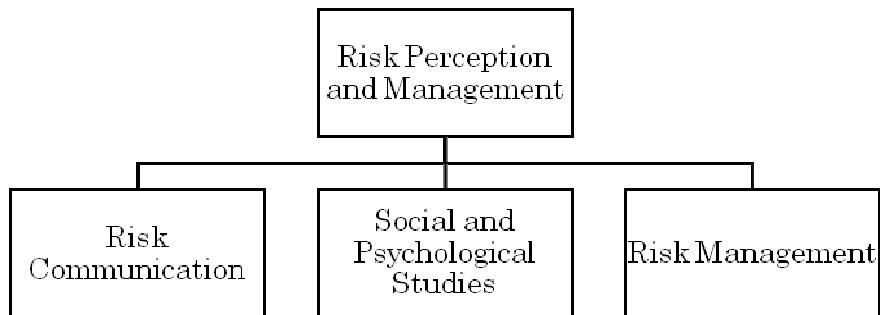 Risk Perception
and Management
Risk
Communication
Social and
Psychological
Studies
Risk Management